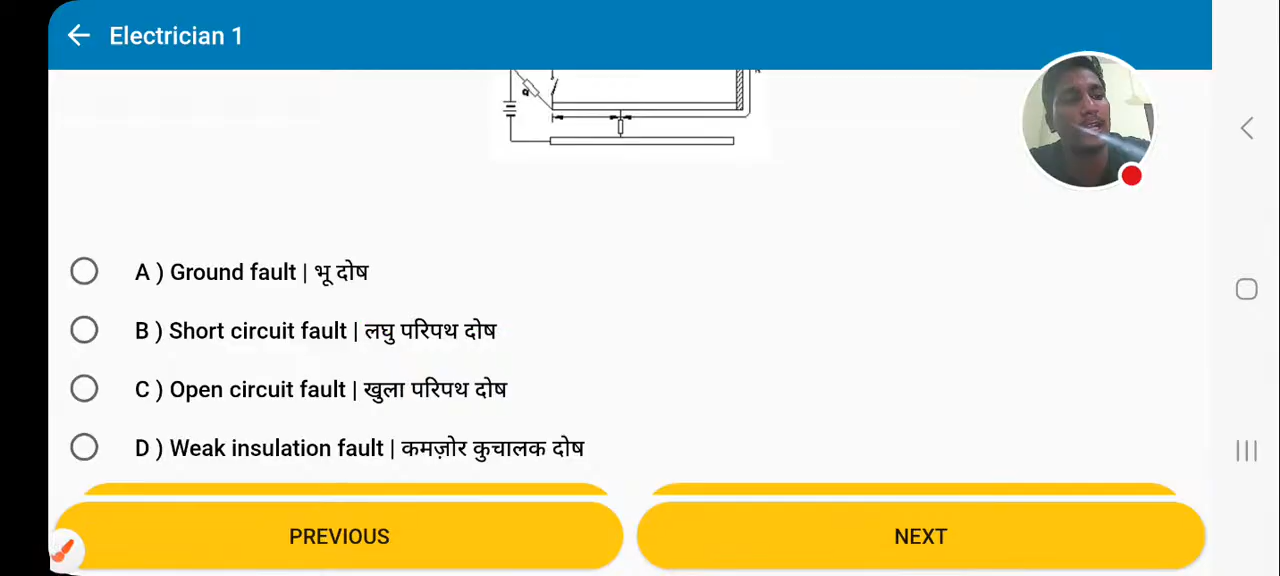 Electrician 1
A ) Ground fault | भू दोष
B ) Short circuit fault | लघु परिपथ दोष
C ) Open circuit fault | खुला परिपथ दोष
D ) Weak insulation fault | कमज़ोर कुचालक दोष
PREVIOUS
NEXT